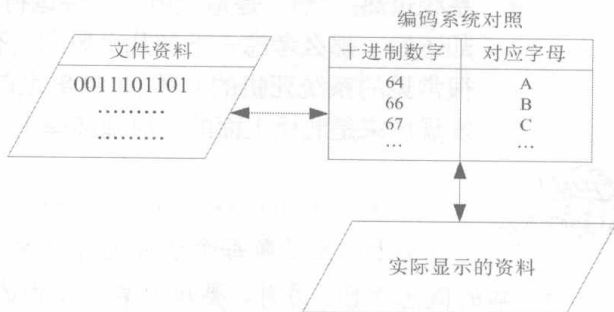 编码系统对照
文件资料
0011101101
………
………
十进制数字 对应字母
64 A
66 B
67 C
… …
实际显示的资料